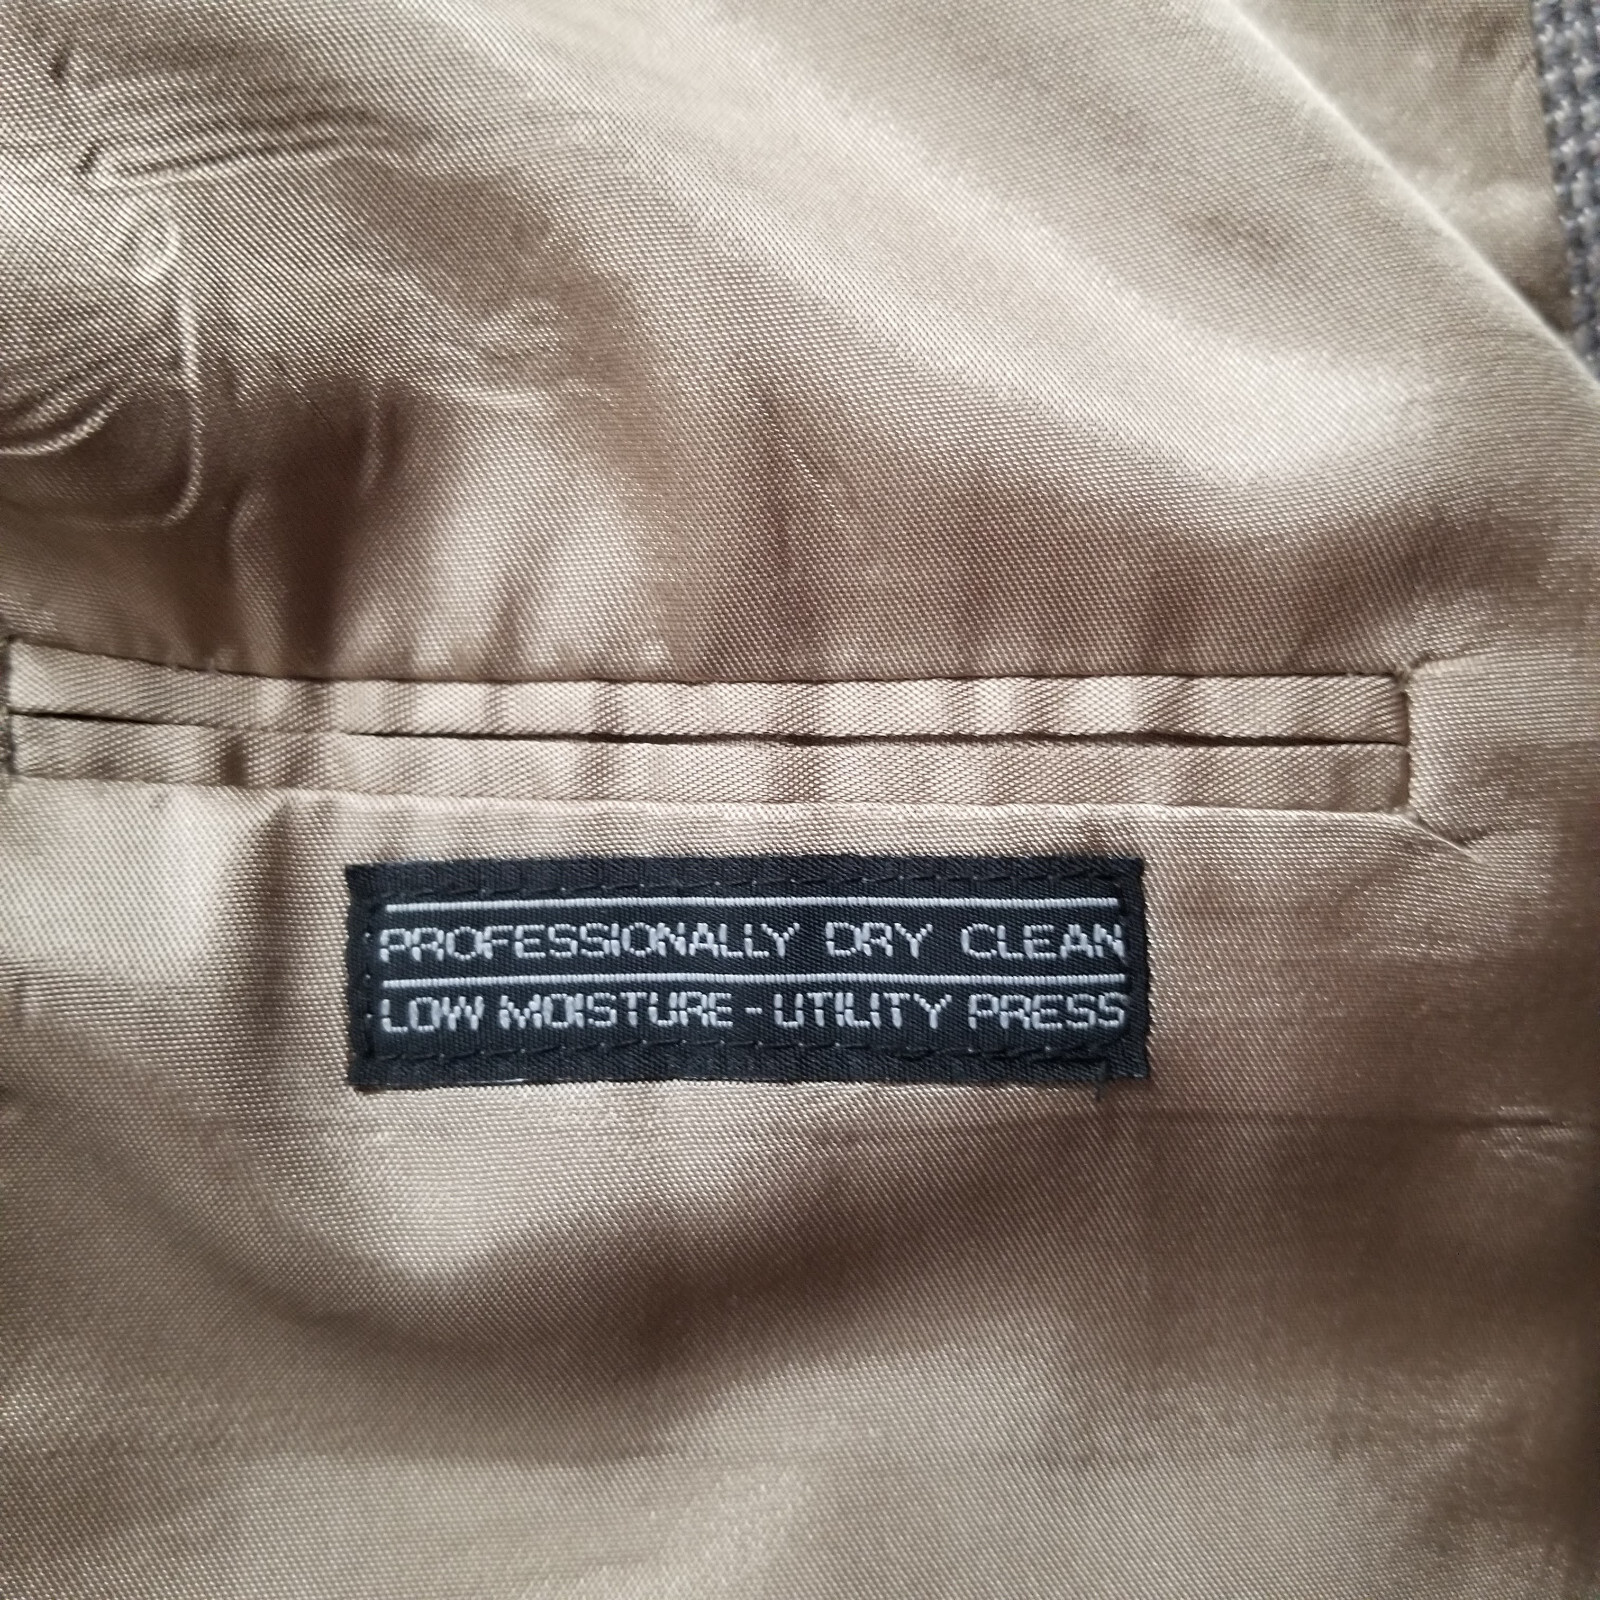 PROFESSIONALLY DRY CLEAN
LOW MOISTURE - UTILITY PRESS